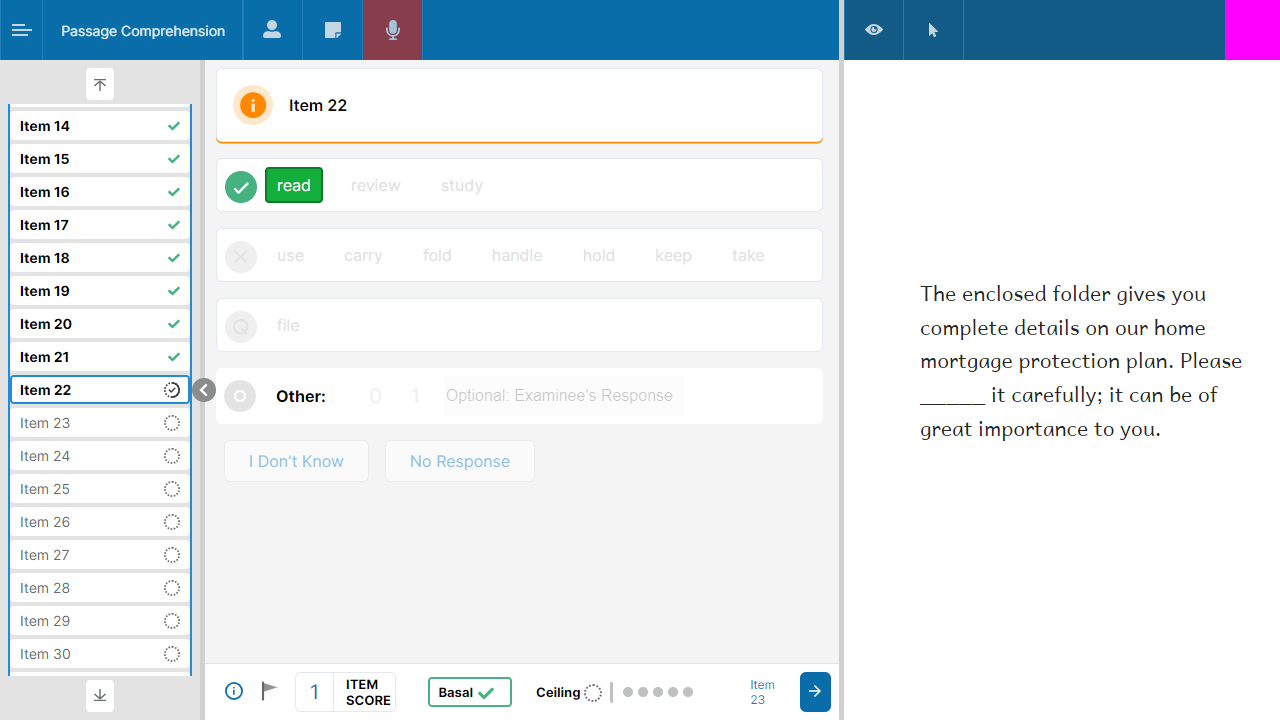 Passage Comprehension
Item 14
Item 15
Item 16
Item 17
Item 18
Item 19
Item 20
Item 21
Item 22
Item 23
Item 24
Item 25
Item 26
Item 27
Item 28
Item 29
Item 30
Item 22
read review study
use carry fold handle hold keep take
Q file
Other: 0 1 Optional: Examinee's Response
I Don't Know No Response
1 ITEM SCORE Basal Ceiling Item 23
The enclosed folder gives you
complete details on our home
mortgage protection plan. Please
_____ it carefully; it can be of
great importance to you.